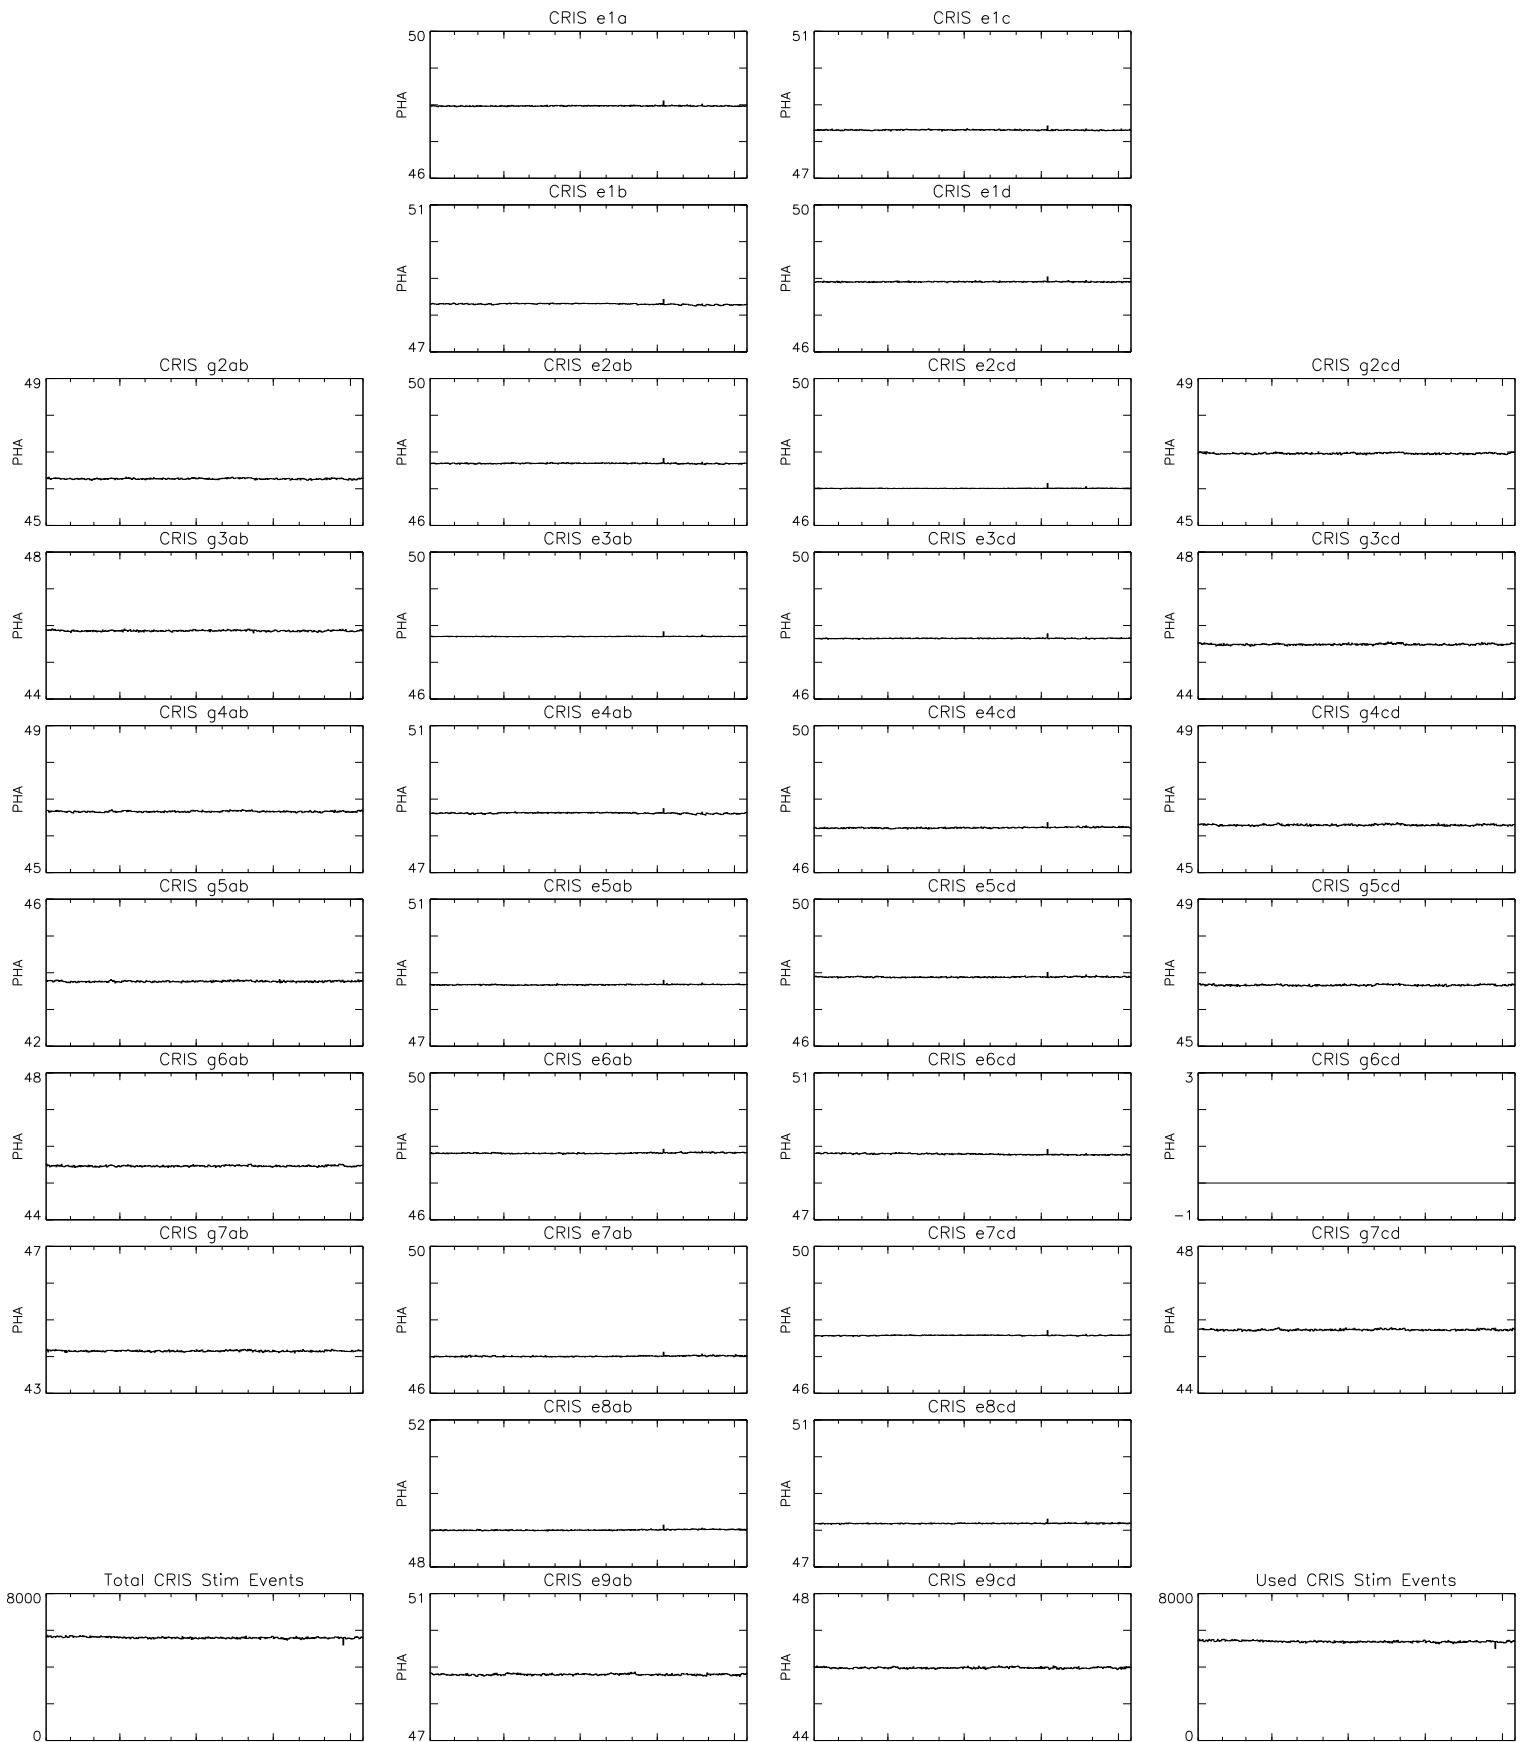 CRIS e1a
CRIS e1c
50
PHA
46
51
PHA
47
CRIS e1b
CRIS e1d
51
PHA
47
50
PHA
46
CRIS g2ab
CRIS e2ab
CRIS e2cd
CRIS g2cd
49
PHA
45
50
PHA
46
50
PHA
46
49
PHA
45
CRIS g3ab
CRIS e3ab
CRIS e3cd
CRIS g3cd
48
PHA
44
50
PHA
46
50
PHA
46
48
PHA
44
CRIS g4ab
CRIS e4ab
CRIS e4cd
CRIS g4cd
49
PHA
45
51
PHA
47
50
PHA
46
49
PHA
45
CRIS g5ab
CRIS e5ab
CRIS e5cd
CRIS g5cd
46
PHA
42
51
PHA
47
50
PHA
46
49
PHA
45
CRIS g6ab
CRIS e6ab
CRIS e6cd
CRIS g6cd
48
PHA
44
50
PHA
46
51
PHA
47
3
PHA
-1
CRIS g7ab
CRIS e7ab
CRIS e7cd
CRIS g7cd
47
PHA
43
50
PHA
46
50
PHA
46
48
PHA
44
CRIS e8ab
CRIS e8cd
52
PHA
48
51
PHA
47
Total CRIS Stim Events
CRIS e9ab
CRIS e9cd
Used CRIS Stim Events
8000
0
51
PHA
47
48
PHA
44
8000
0